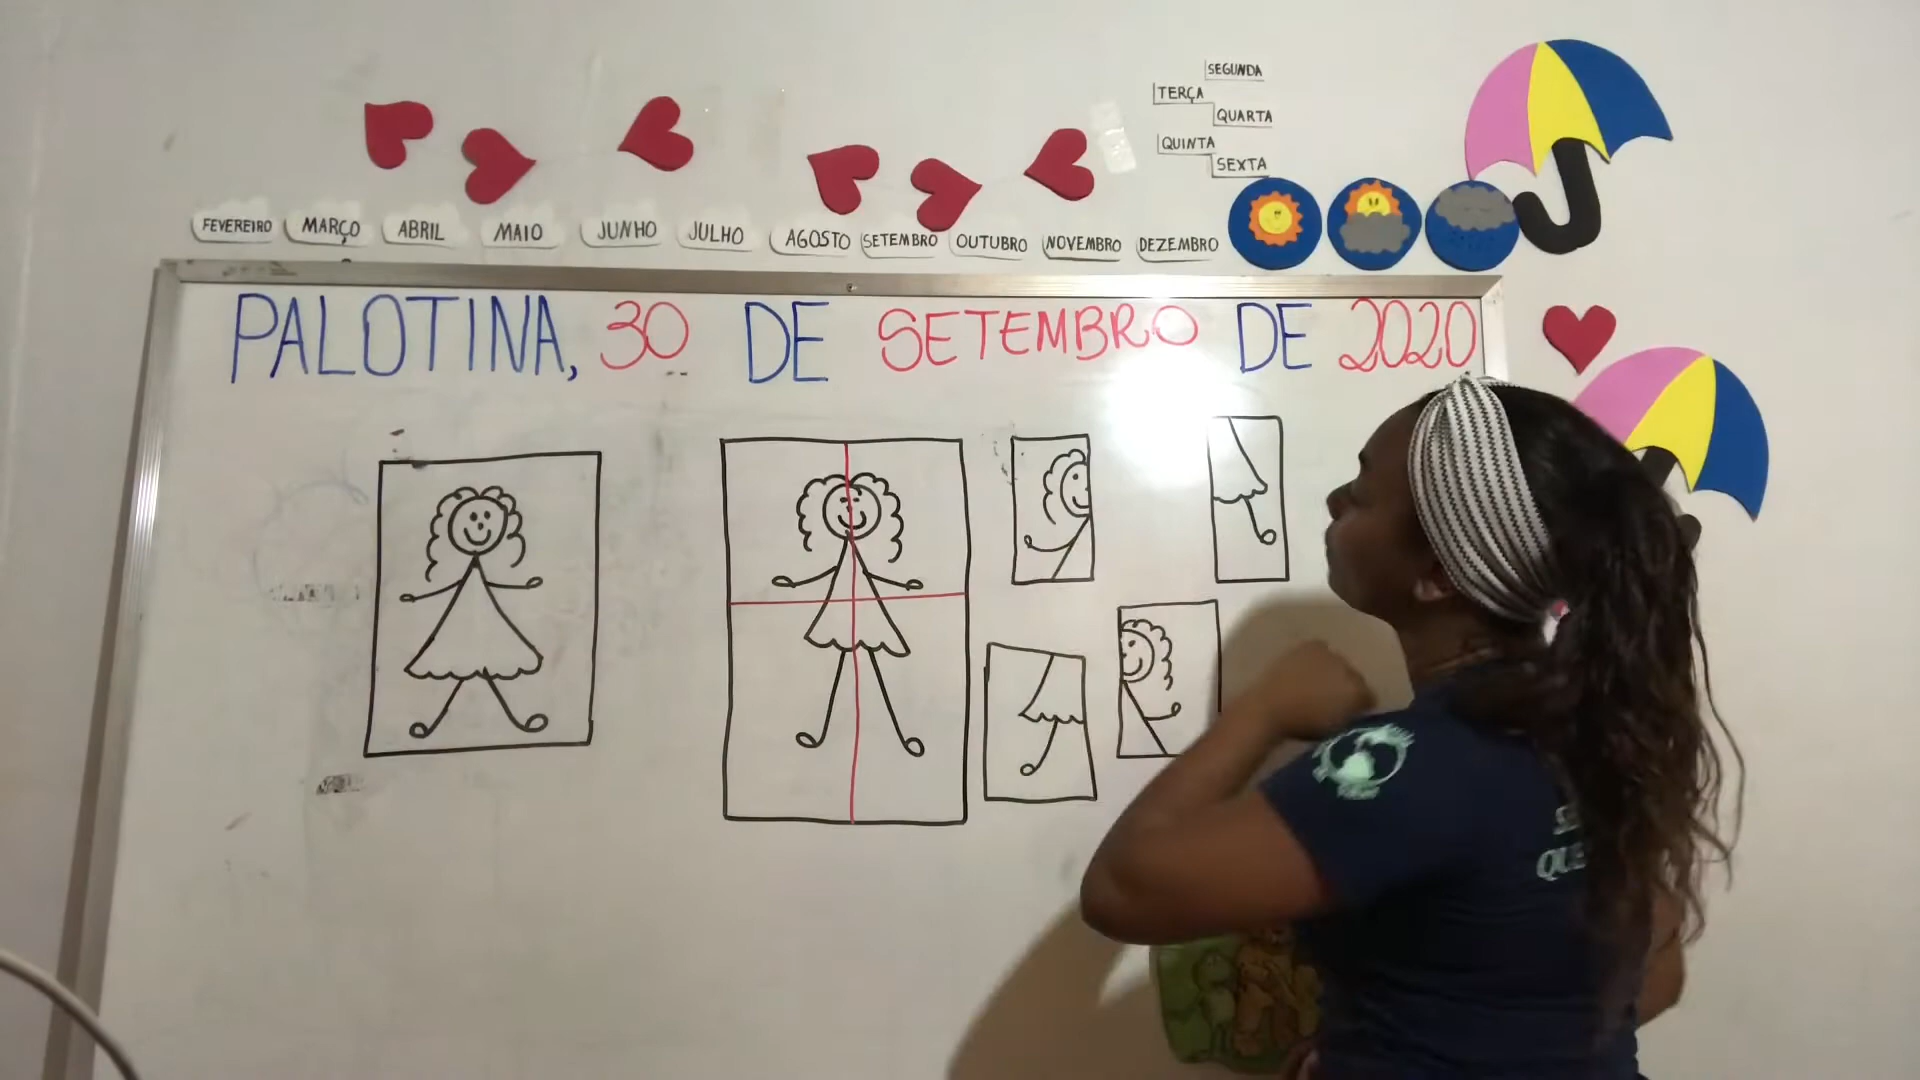 SEGUNDA
TERÇA
QUARTA
QUINTA
SEXTA
FEVEREIRO MARÇO ABRIL MAIO JUNHO JULHO AGOSTO SETEMBRO OUTUBRO NOVEMBRO DEZEMBRO
PALOTINA, 30 DE SETEMBRO DE 2020